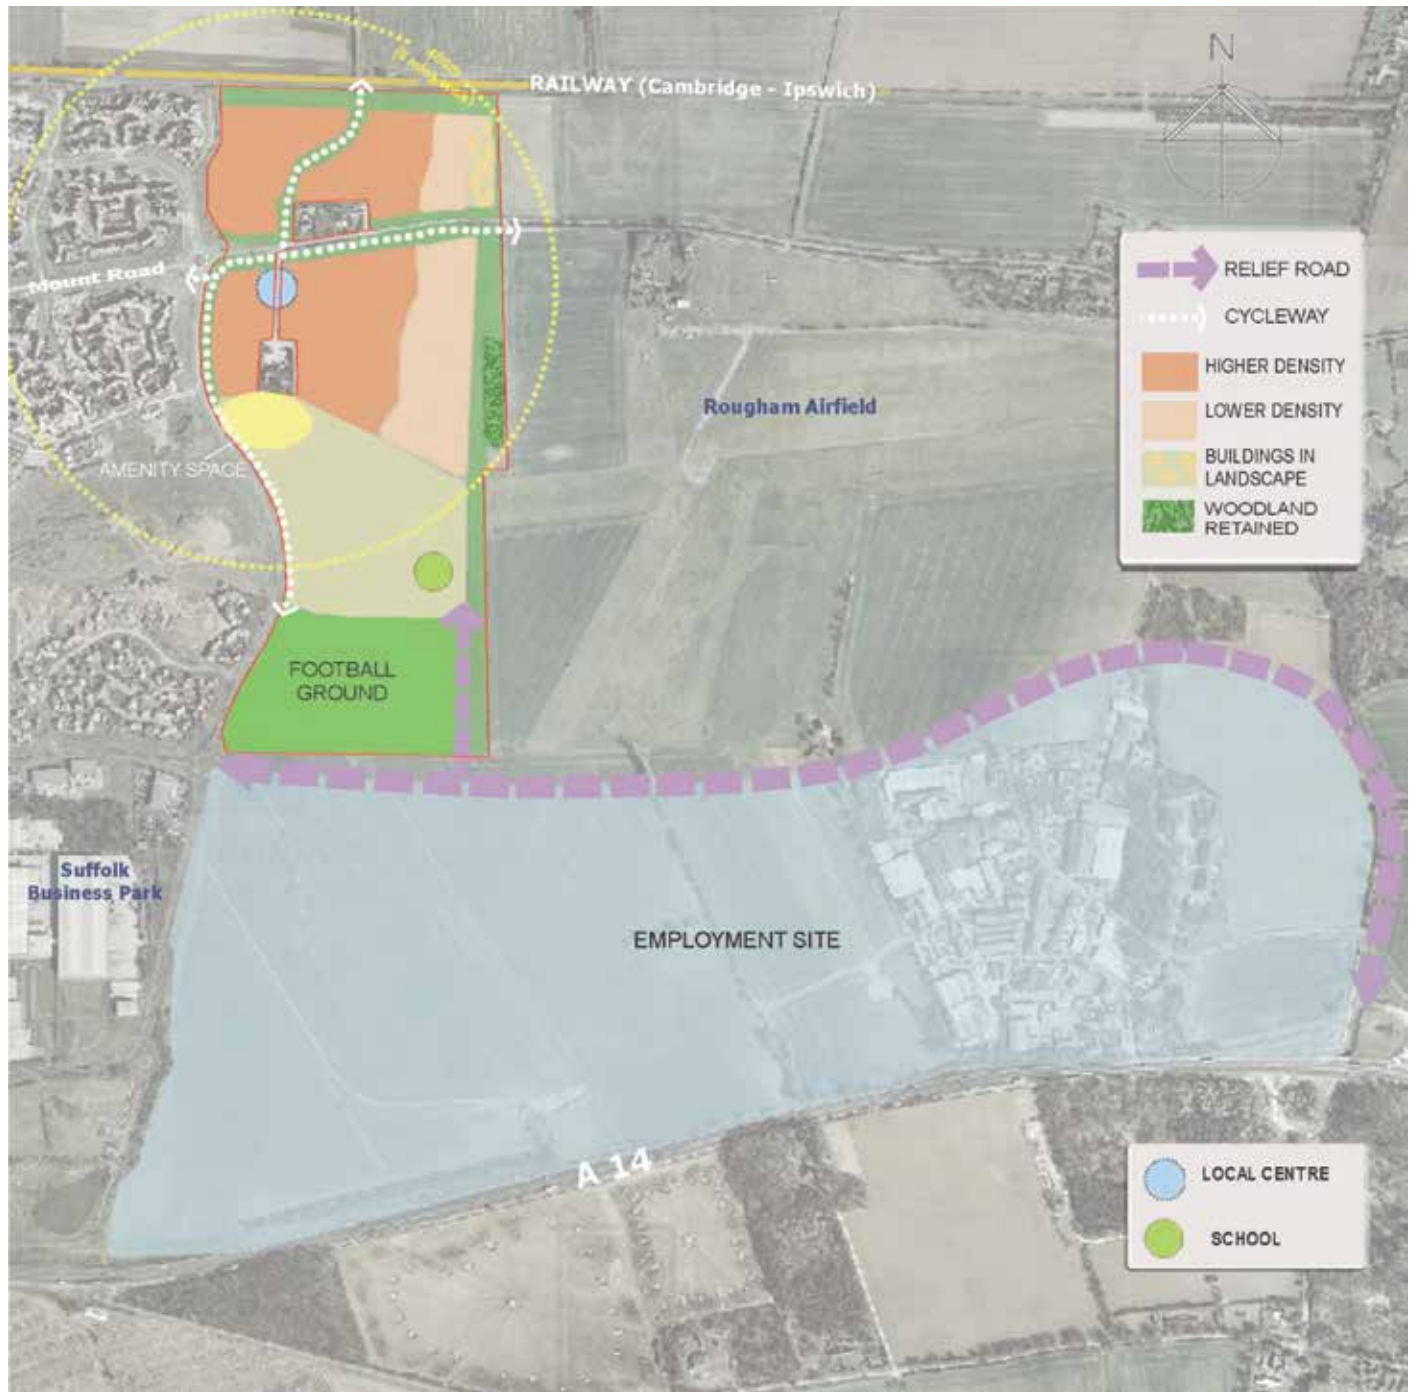 RAILWAY (Cambridge - Ipswich)
N
Mount Road
RELIEF ROAD
CYCLEWAY
HIGHER DENSITY
LOWER DENSITY
BUILDINGS IN
LANDSCAPE
WOODLAND
RETAINED
Rougham Airfield
AMENITY SPACE
FOOTBALL
GROUND
Suffolk
Business Park
EMPLOYMENT SITE
A 14
LOCAL CENTRE
SCHOOL